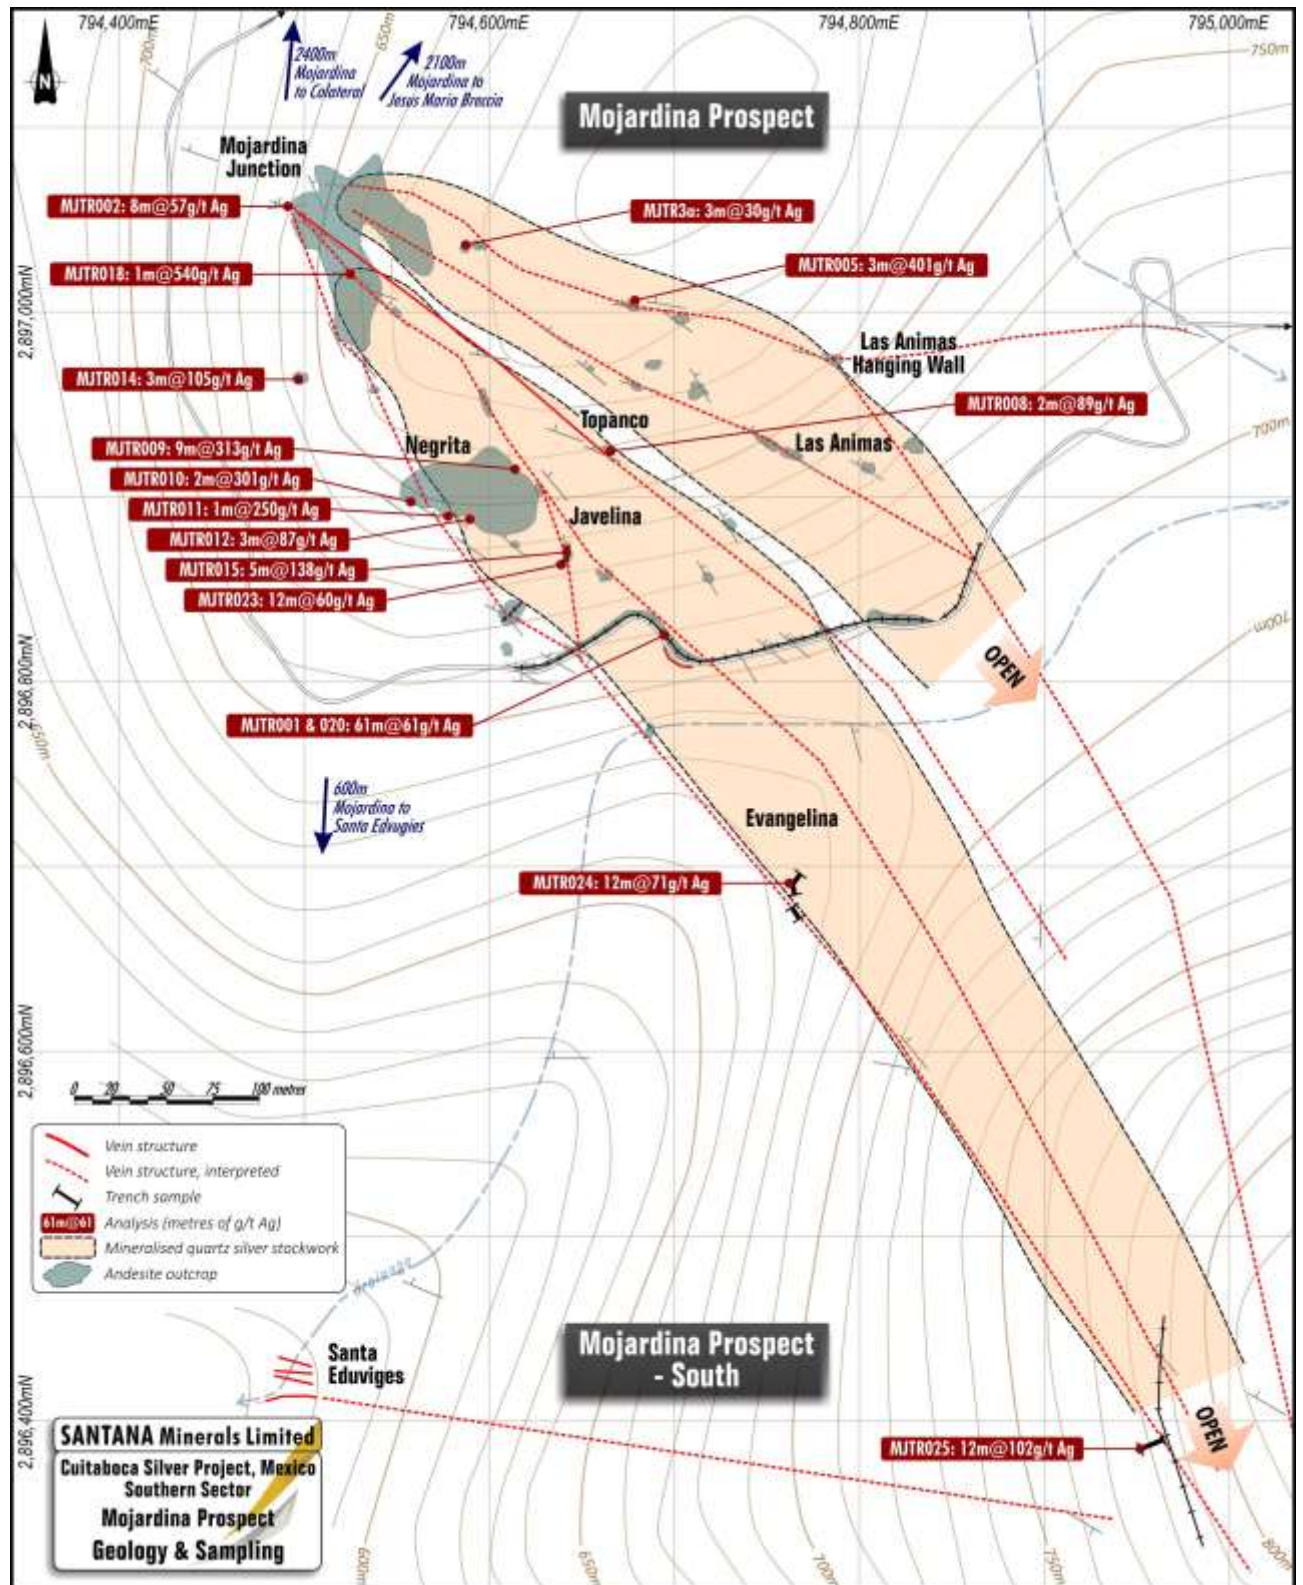 794,400mE
794,600mE
794,800mE
795,000mE
700m
650m
750m
N
2400m
Mojardina
to Colateral
2100m
Mojardina to
Jesus Maria Breccia
Mojardina Prospect
Mojardina
Junction
MJTR002: 8m@57g/t Ag
MJTR3a: 3m@30g/t Ag
MJTR018: 1m@540g/t Ag
MJTR005: 3m@401g/t Ag
2,897,000mN
Las Animas
Hanging Wall
MJTR014: 3m@105g/t Ag
MJTR008: 2m@89g/t Ag
Topanco
Las Animas
700m
Negrita
MJTR009: 9m@313g/t Ag
MJTR010: 2m@301g/t Ag
MJTR011: 1m@250g/t Ag
Javelina
MJTR012: 3m@87g/t Ag
MJTR015: 5m@138g/t Ag
MJTR023: 12m@60g/t Ag
700m
OPEN
2,896,800mN
650m
MJTR001 & 020: 61m@61g/t Ag
600m
Mojardina to
Santa Edvugies
Evangelina
MJTR024: 12m@71g/t Ag
2,896,600mN
0 20 50 75 100 metres
Vein structure
Vein structure, interpreted
Trench sample
61m@61 Analysis (metres of g/t Ag)
Mineralised quartz silver stockwork
Andesite outcrop
drainage
Mojardina Prospect
- South
Santa
Eduviges
2,896,400mN
OPEN
MJTR025: 12m@102g/t Ag
SANTANA Minerals Limited
Cuitaboca Silver Project, Mexico
Southern Sector
Mojardina Prospect
Geology & Sampling
600m
650m
700m
750m
800m